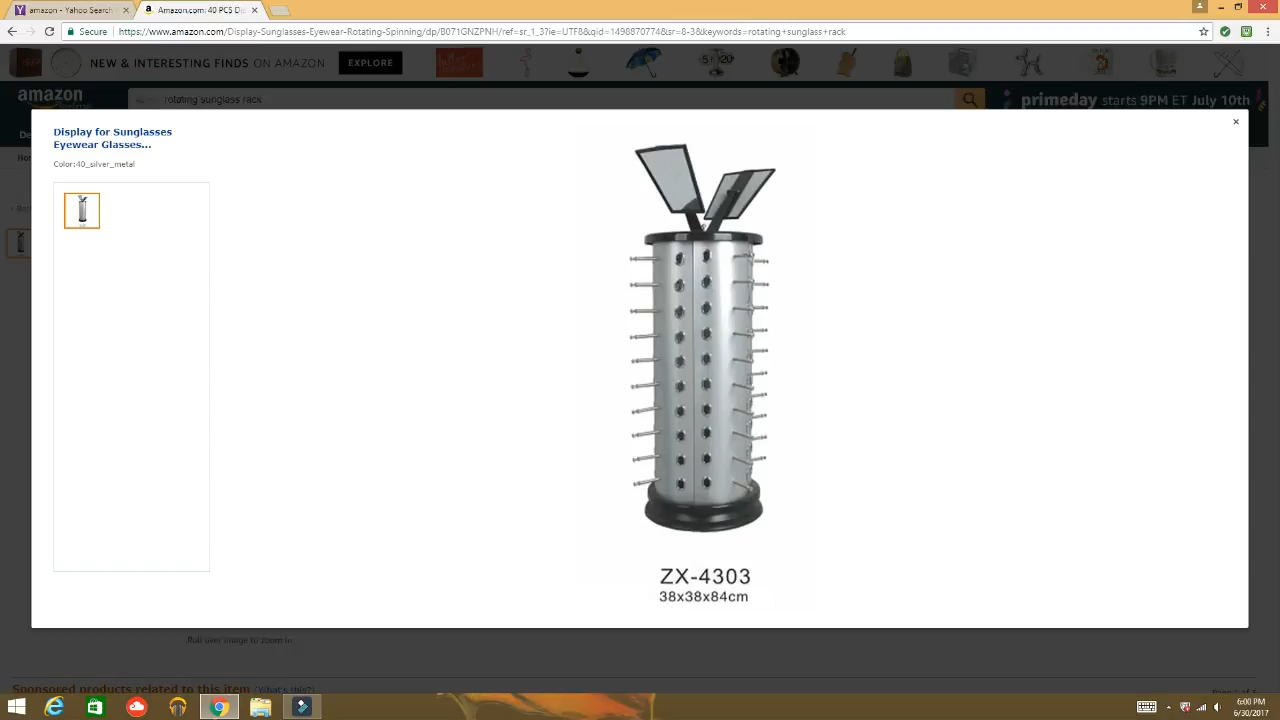 amazon - Yahoo Search
Amazon.com: 40 PCS Di
Secure
https://www.amazon.com/Display-Sunglasses-Eyewear-Rotating-Spinning/dp/B071GNZPNH/ref=sr_1_3?ie=UTF8&qid=1498870774&sr=8-3&keywords=rotating+sunglass+rack
NEW & INTERESTING FINDS ON AMAZON
EXPLORE
amazon
rotating sunglass rack
primeday starts 9PM ET July 10th
Display for Sunglasses
Eyewear Glasses...
Color:40_silver_metal
ZX-4303
38x38x84cm
Roll over image to zoom in
Sponsored products related to this item (What's this?)
6:00 PM
6/30/2017